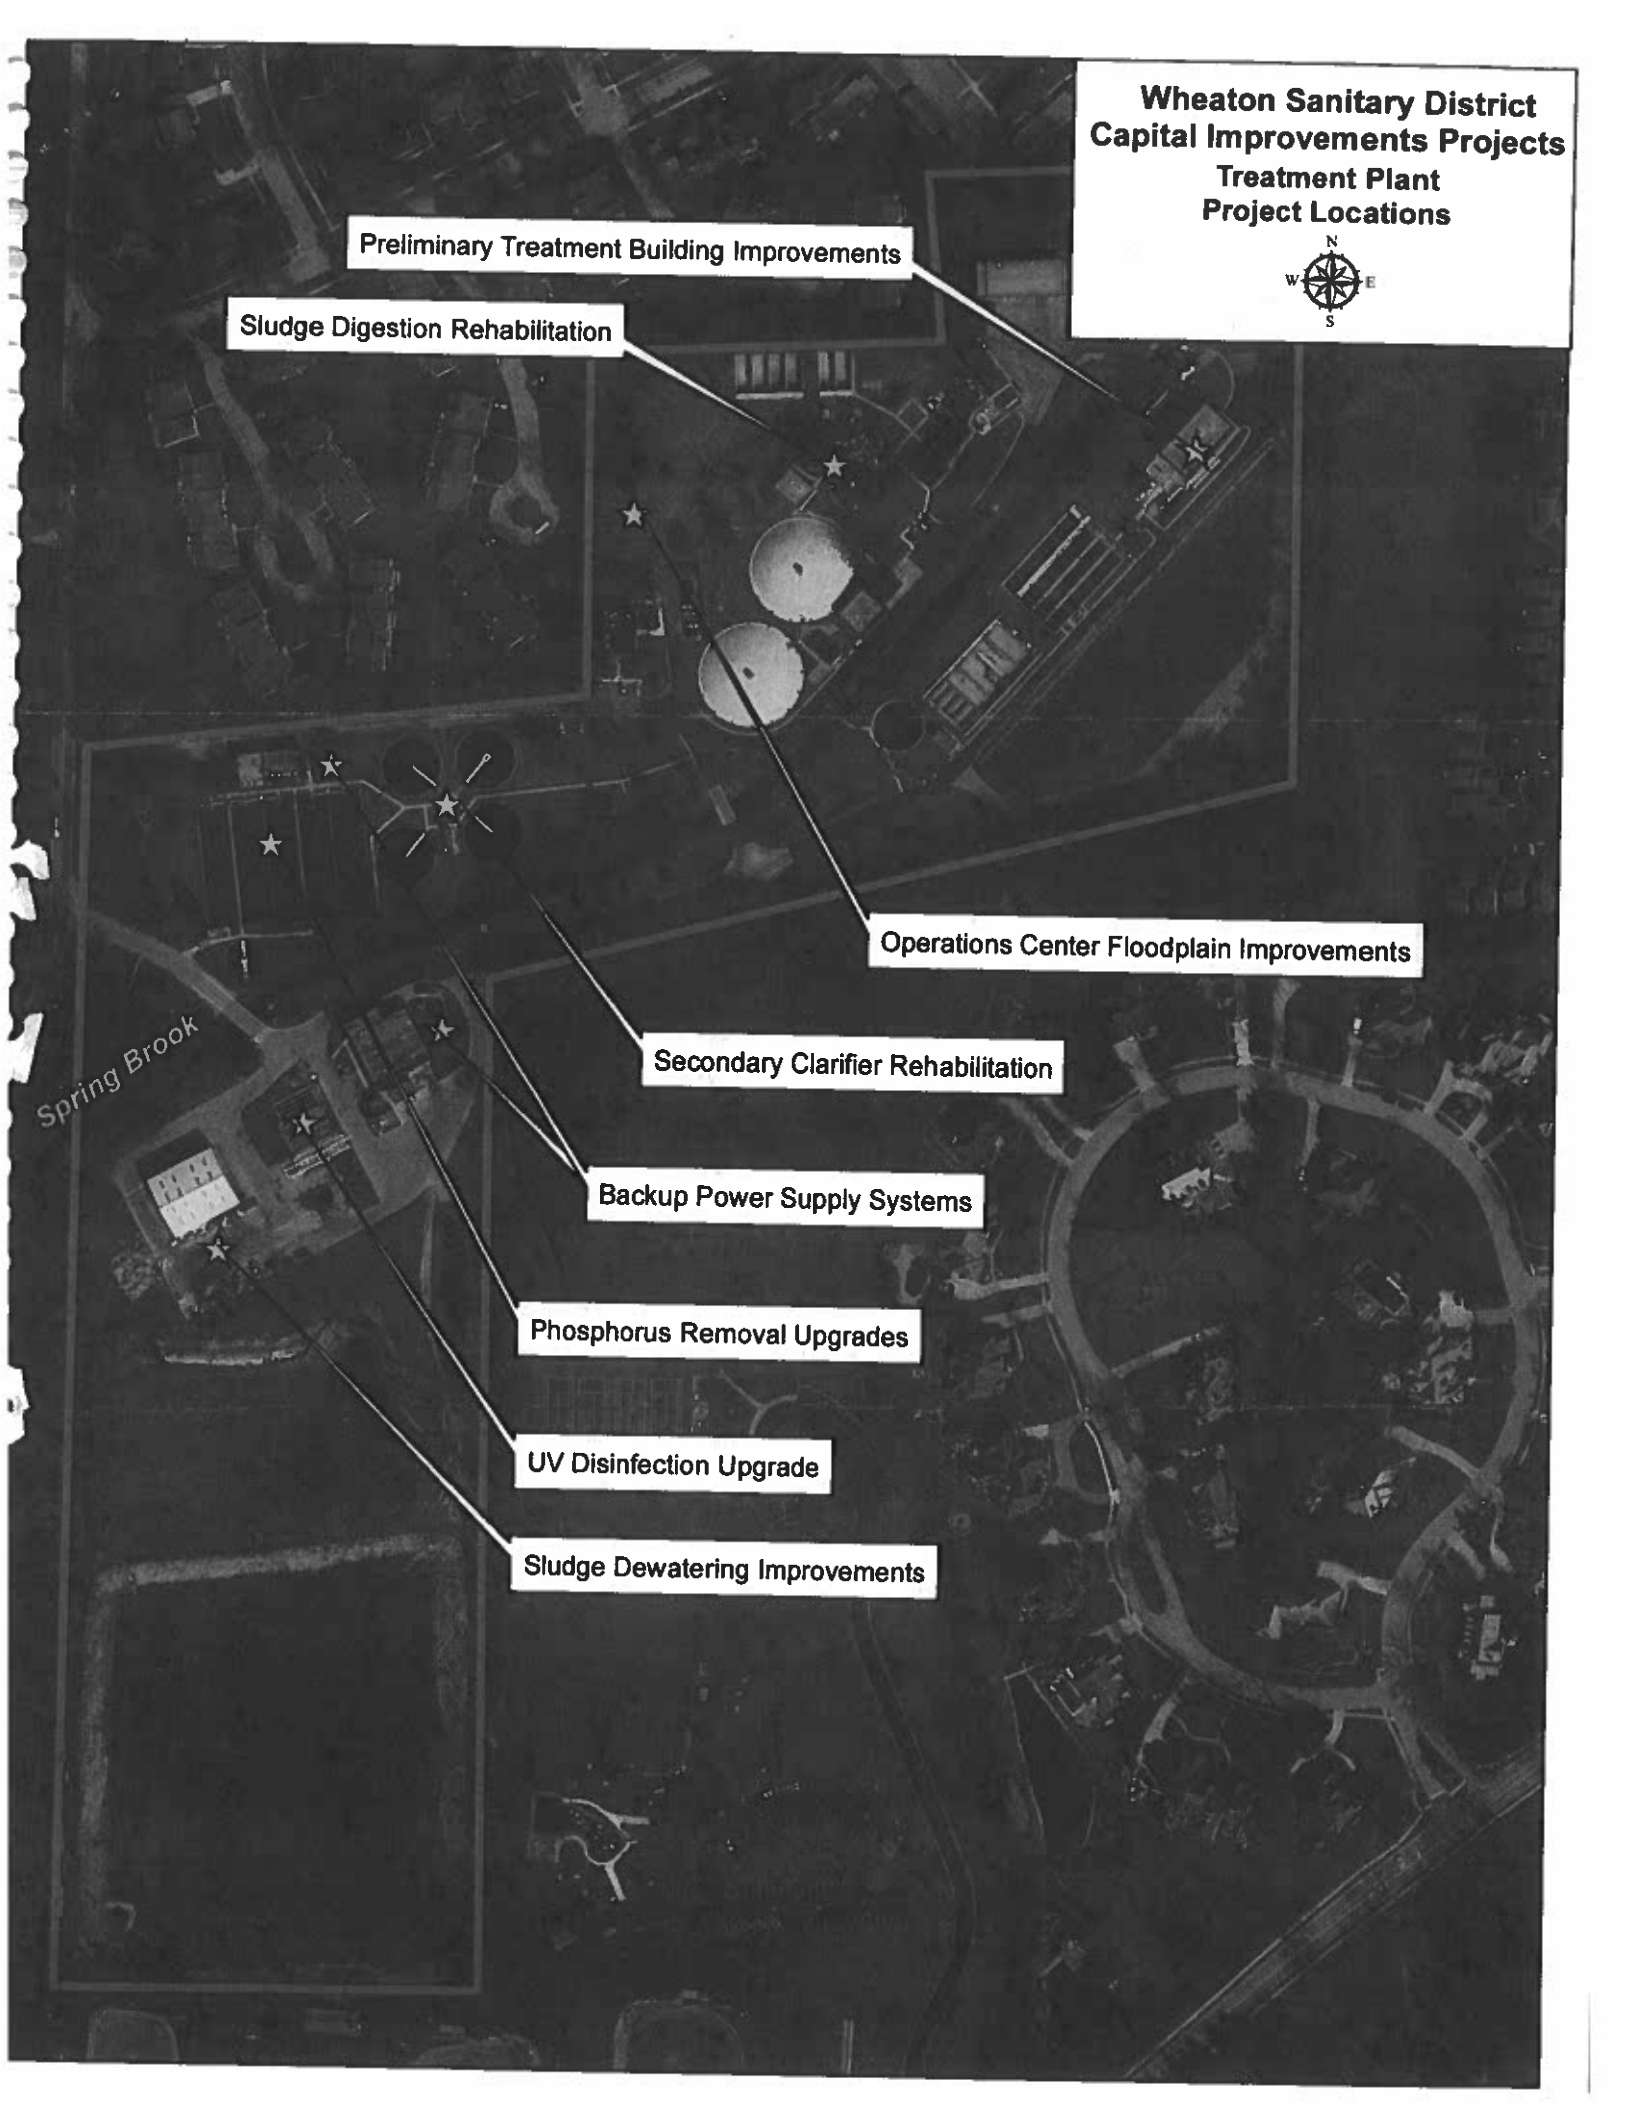 Wheaton Sanitary District
Capital Improvements Projects
Treatment Plant
Project Locations
N
W
E
S
Preliminary Treatment Building Improvements
Sludge Digestion Rehabilitation
Operations Center Floodplain Improvements
Secondary Clarifier Rehabilitation
Spring Brook
Backup Power Supply Systems
Phosphorus Removal Upgrades
UV Disinfection Upgrade
Sludge Dewatering Improvements